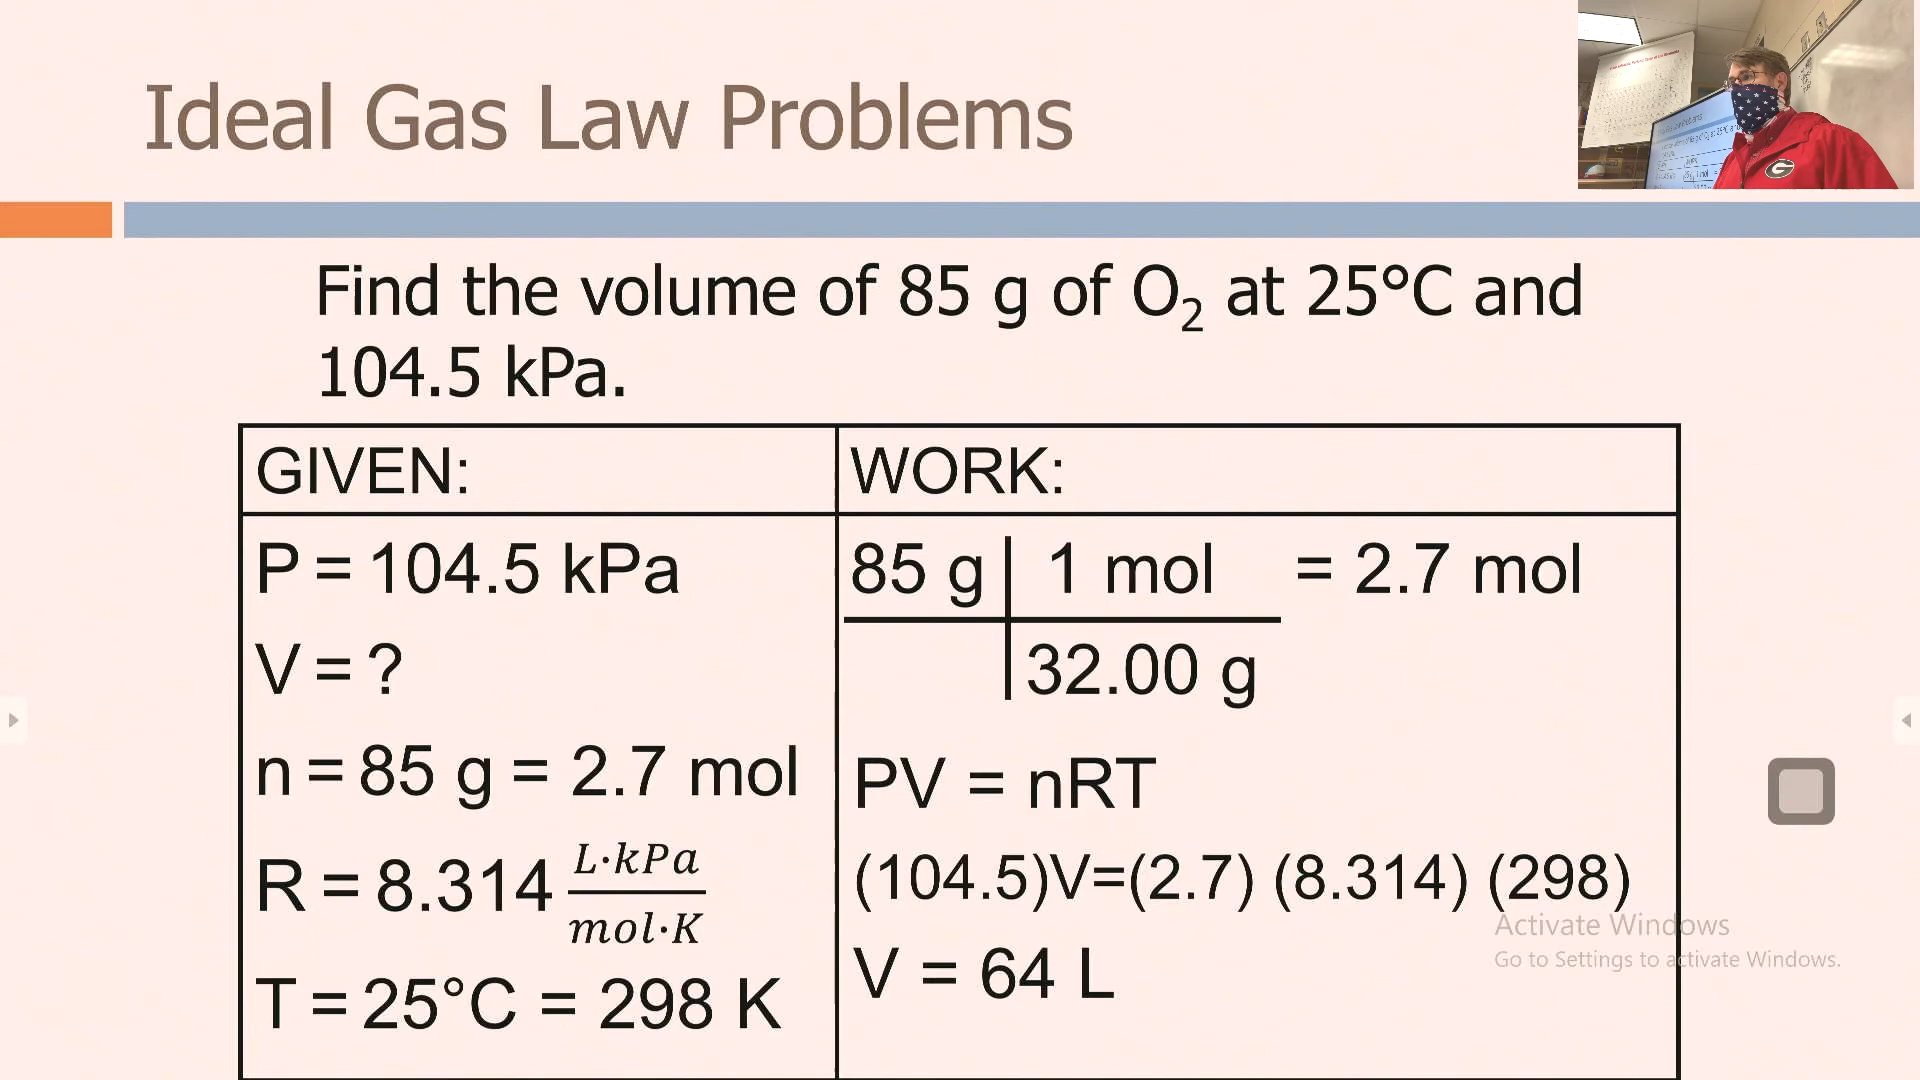 Ideal Gas Law Problems
Find the volume of 85 g of O₂ at 25°C and
104.5 kPa.
GIVEN:
P = 104.5 kPa
V = ?
n = 85 g = 2.7 mol
R = 8.314 L·kPa / mol·K
T = 25°C = 298 K
WORK:
85 g | 1 mol = 2.7 mol
32.00 g
PV = nRT
(104.5)V=(2.7) (8.314) (298)
V = 64 L
Activate Windows
Go to Settings to activate Windows.
G